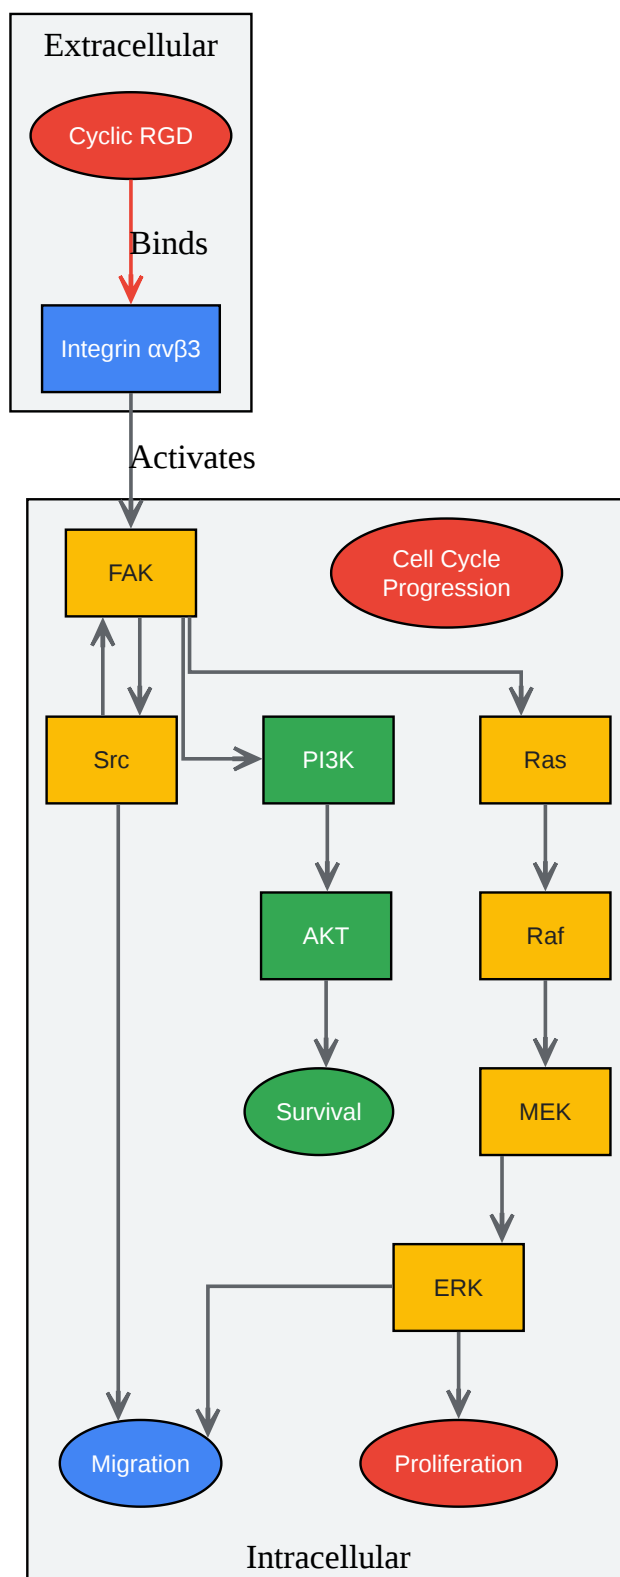 Extracellular
Cyclic RGD
Binds
Integrin αvβ3
Activates
FAK
Cell Cycle
Progression
Src
PI3K
Ras
AKT
Raf
Survival
MEK
ERK
Migration
Proliferation
Intracellular